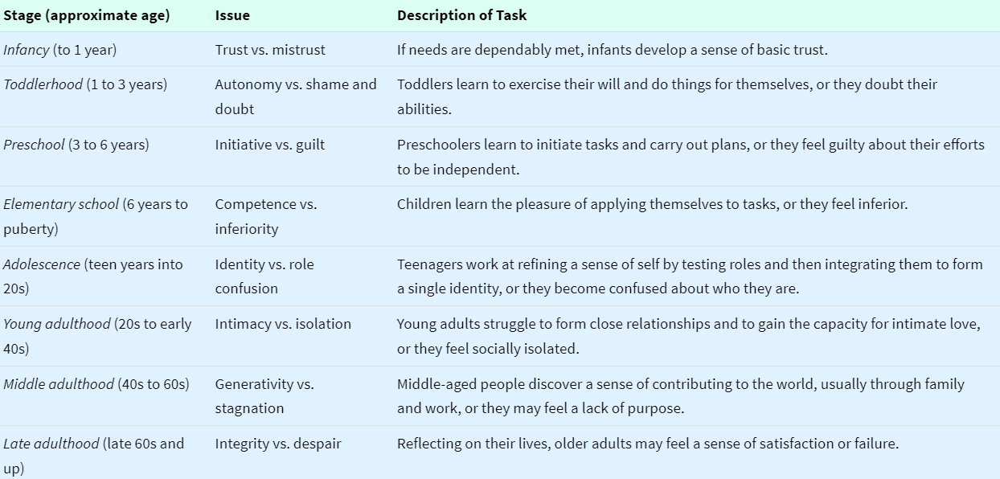 Stage (approximate age) Issue Description of Task
Infancy (to 1 year) Trust vs. mistrust If needs are dependably met, infants develop a sense of basic trust.
Toddlerhood (1 to 3 years) Autonomy vs. shame and Toddlers learn to exercise their will and do things for themselves, or they doubt their
doubt abilities.
Preschool (3 to 6 years) Initiative vs. guilt Preschoolers learn to initiate tasks and carry out plans, or they feel guilty about their efforts
to be independent.
Elementary school (6 years to Competence vs. Children learn the pleasure of applying themselves to tasks, or they feel inferior.
puberty) inferiority
Adolescence (teen years into Identity vs. role Teenagers work at refining a sense of self by testing roles and then integrating them to form
20s) confusion a single identity, or they become confused about who they are.
Young adulthood (20s to early Intimacy vs. isolation Young adults struggle to form close relationships and to gain the capacity for intimate love,
40s) or they feel socially isolated.
Middle adulthood (40s to 60s) Generativity vs. Middle-aged people discover a sense of contributing to the world, usually through family
stagnation and work, or they may feel a lack of purpose.
Late adulthood (late 60s and Integrity vs. despair Reflecting on their lives, older adults may feel a sense of satisfaction or failure.
up)